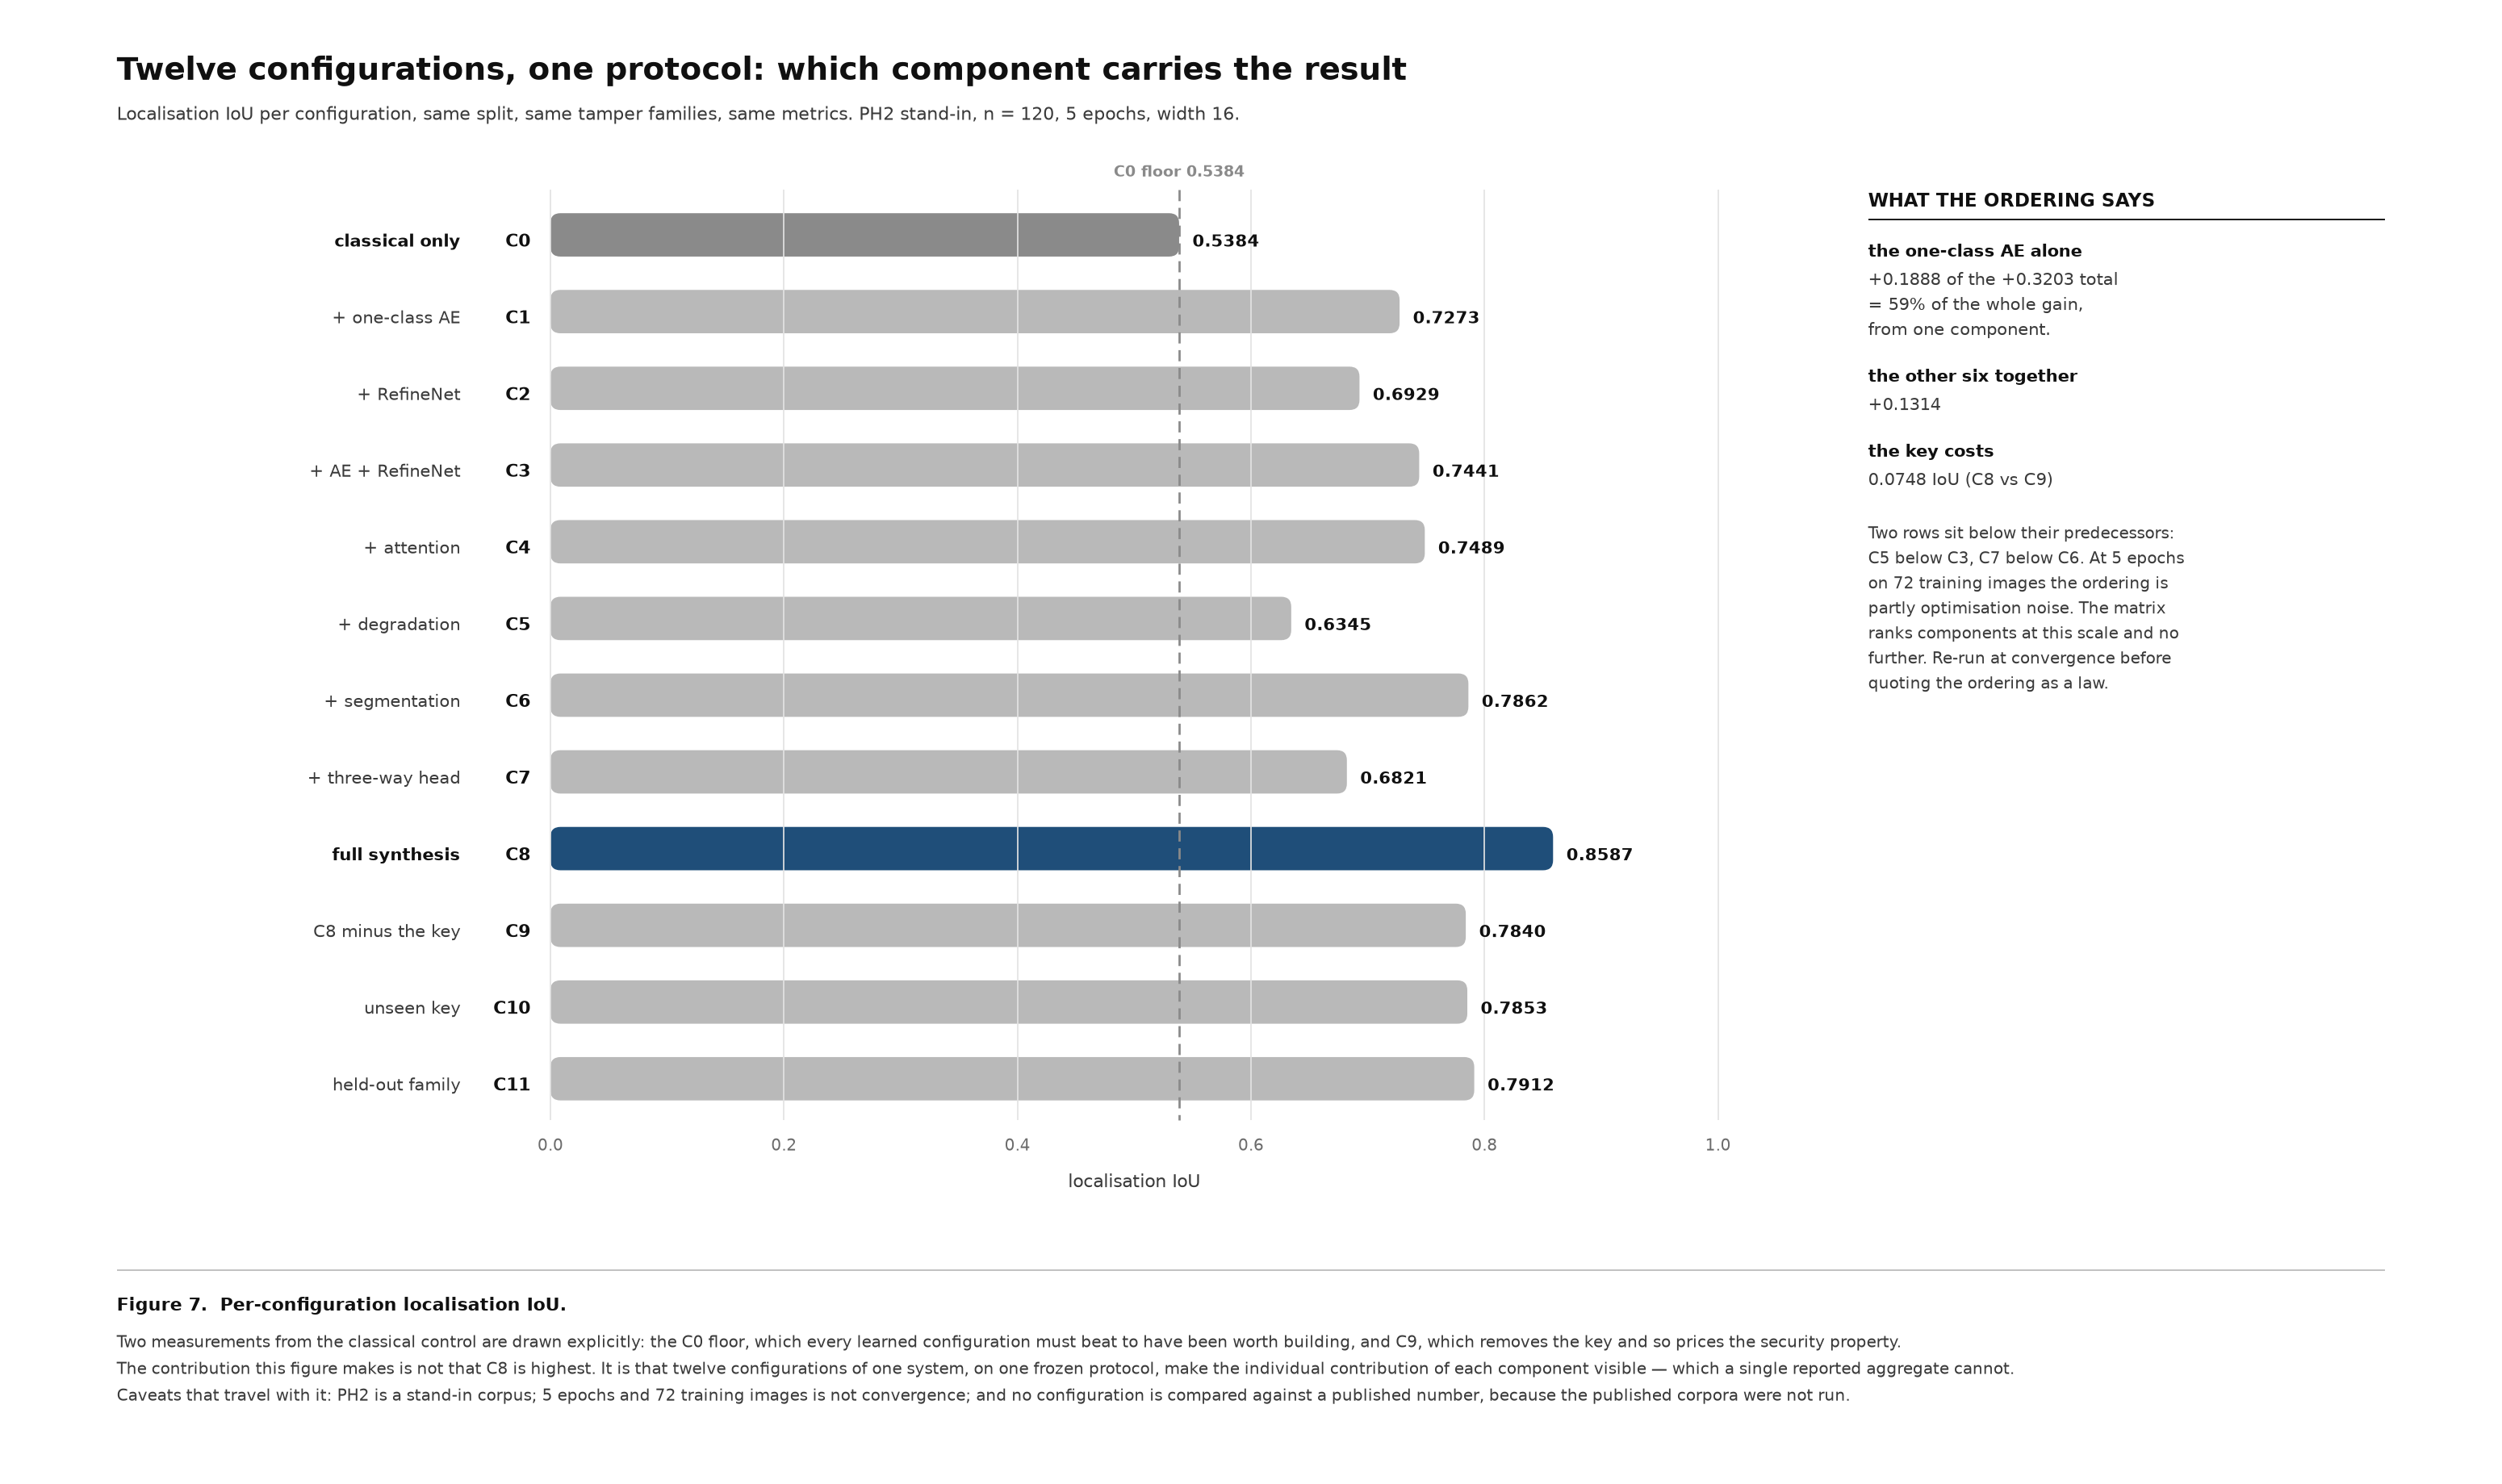 Twelve configurations, one protocol: which component carries the result
Localisation IoU per configuration, same split, same tamper families, same metrics. PH2 stand-in, n = 120, 5 epochs, width 16.
C0 floor 0.5384
classical only C0 0.5384
+ one-class AE C1 0.7273
+ RefineNet C2 0.6929
+ AE + RefineNet C3 0.7441
+ attention C4 0.7489
+ degradation C5 0.6345
+ segmentation C6 0.7862
+ three-way head C7 0.6821
full synthesis C8 0.8587
C8 minus the key C9 0.7840
unseen key C10 0.7853
held-out family C11 0.7912
0.0 0.2 0.4 0.6 0.8 1.0
localisation IoU
WHAT THE ORDERING SAYS
the one-class AE alone
+0.1888 of the +0.3203 total
= 59% of the whole gain,
from one component.
the other six together
+0.1314
the key costs
0.0748 IoU (C8 vs C9)
Two rows sit below their predecessors:
C5 below C3, C7 below C6. At 5 epochs
on 72 training images the ordering is
partly optimisation noise. The matrix
ranks components at this scale and no
further. Re-run at convergence before
quoting the ordering as a law.
Figure 7. Per-configuration localisation IoU.
Two measurements from the classical control are drawn explicitly: the C0 floor, which every learned configuration must beat to have been worth building, and C9, which removes the key and so prices the security property.
The contribution this figure makes is not that C8 is highest. It is that twelve configurations of one system, on one frozen protocol, make the individual contribution of each component visible — which a single reported aggregate cannot.
Caveats that travel with it: PH2 is a stand-in corpus; 5 epochs and 72 training images is not convergence; and no configuration is compared against a published number, because the published corpora were not run.